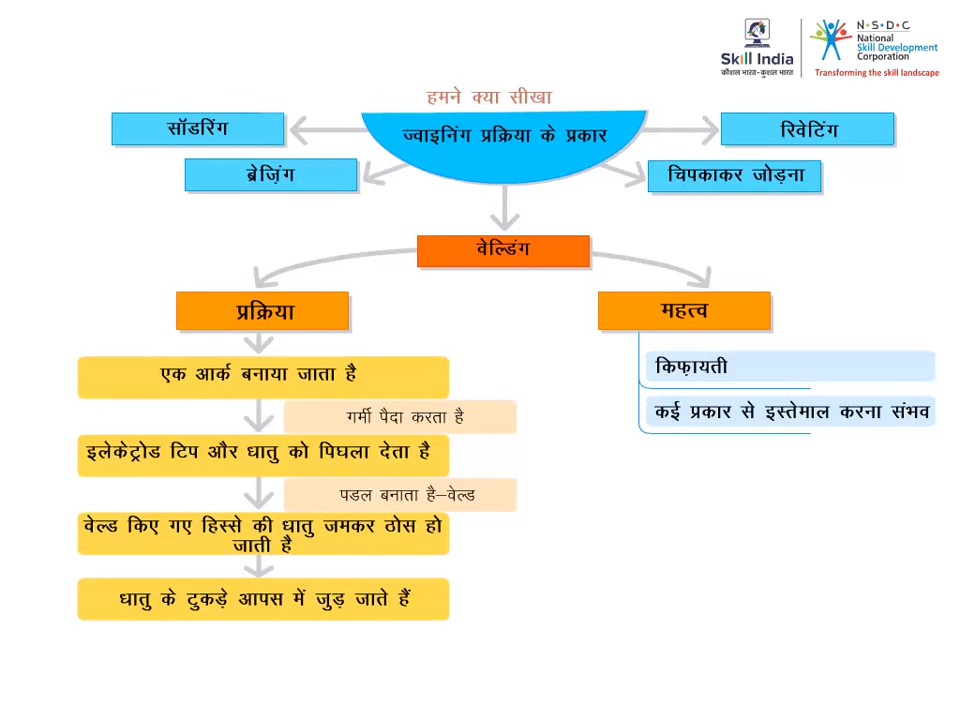 N·S·D·C
National
Skill Development
Corporation
Skill India
कौशल भारत-कुशल भारत
Transforming the skill landscape
हमने क्या सीखा
ज्वाइनिंग प्रक्रिया के प्रकार
सॉडरिंग
रिवेटिंग
ब्रेज़िंग
चिपकाकर जोड़ना
वेल्डिंग
प्रक्रिया
महत्व
एक आर्क बनाया जाता है
किफ़ायती
गर्मी पैदा करता है
कई प्रकार से इस्तेमाल करना संभव
इलेकेट्रोड टिप और धातु को पिघला देता है
पडल बनाता है–वेल्ड
वेल्ड किए गए हिस्से की धातु जमकर ठोस हो
जाती है
धातु के टुकड़े आपस में जुड़ जाते हैं